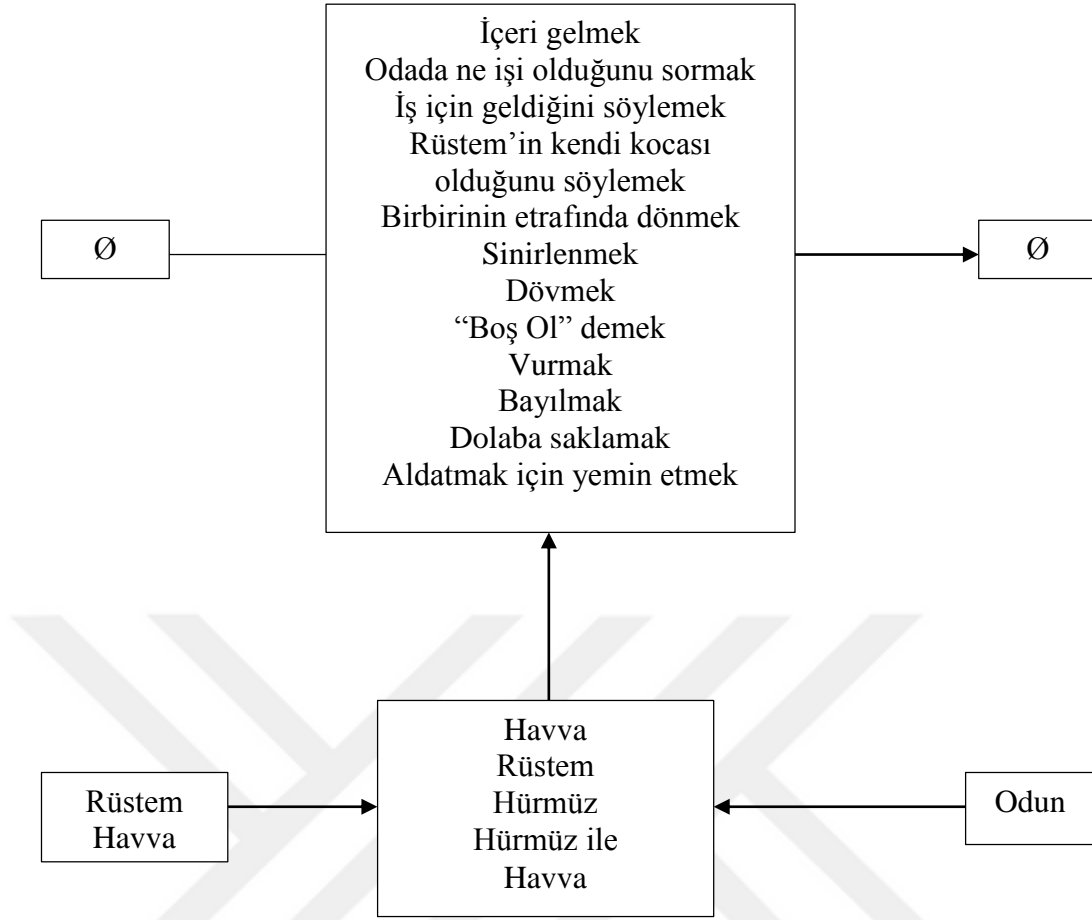 İçeri gelmek
Odada ne işi olduğunu sormak
İş için geldiğini söylemek
Rüstem’in kendi kocası
olduğunu söylemek
Birbirinin etrafında dönmek
Sinirlenmek
Dövmek
“Boş Ol” demek
Vurmak
Bayılmak
Dolaba saklamak
Aldatmak için yemin etmek
Ø
Ø
Rüstem
Havva
Havva
Rüstem
Hürmüz
Hürmüz ile
Havva
Odun